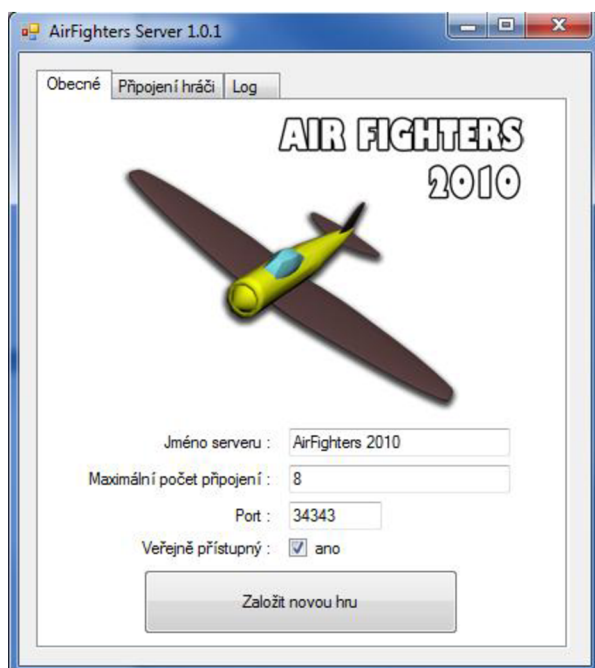 AirFighters Server 1.0.1
Obecné Připojení hráči Log
AIR FIGHTERS
2010
Jméno serveru : AirFighters 2010
Maximální počet připojení : 8
Port : 34343
Veřejně přístupný : ano
Založit novou hru